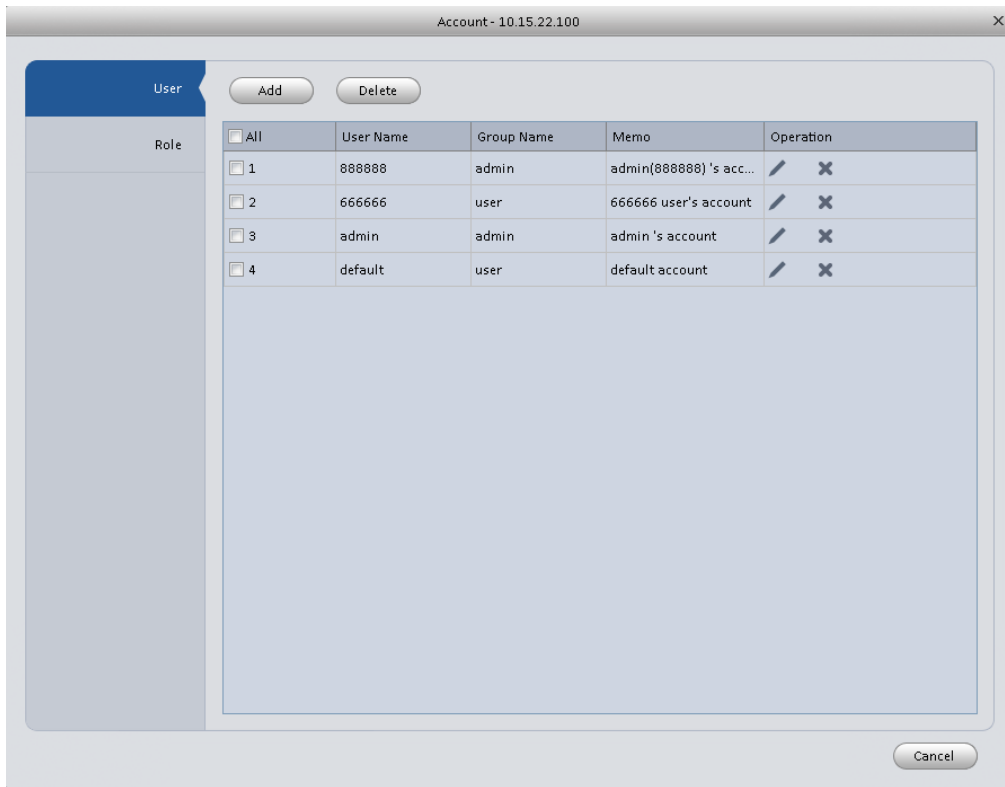 Account - 10.15.22.100
User
Add Delete
Role
All User Name Group Name Memo Operation
1 888888 admin admin(888888) 's acc...
2 666666 user 666666 user's account
3 admin admin admin 's account
4 default user default account
Cancel